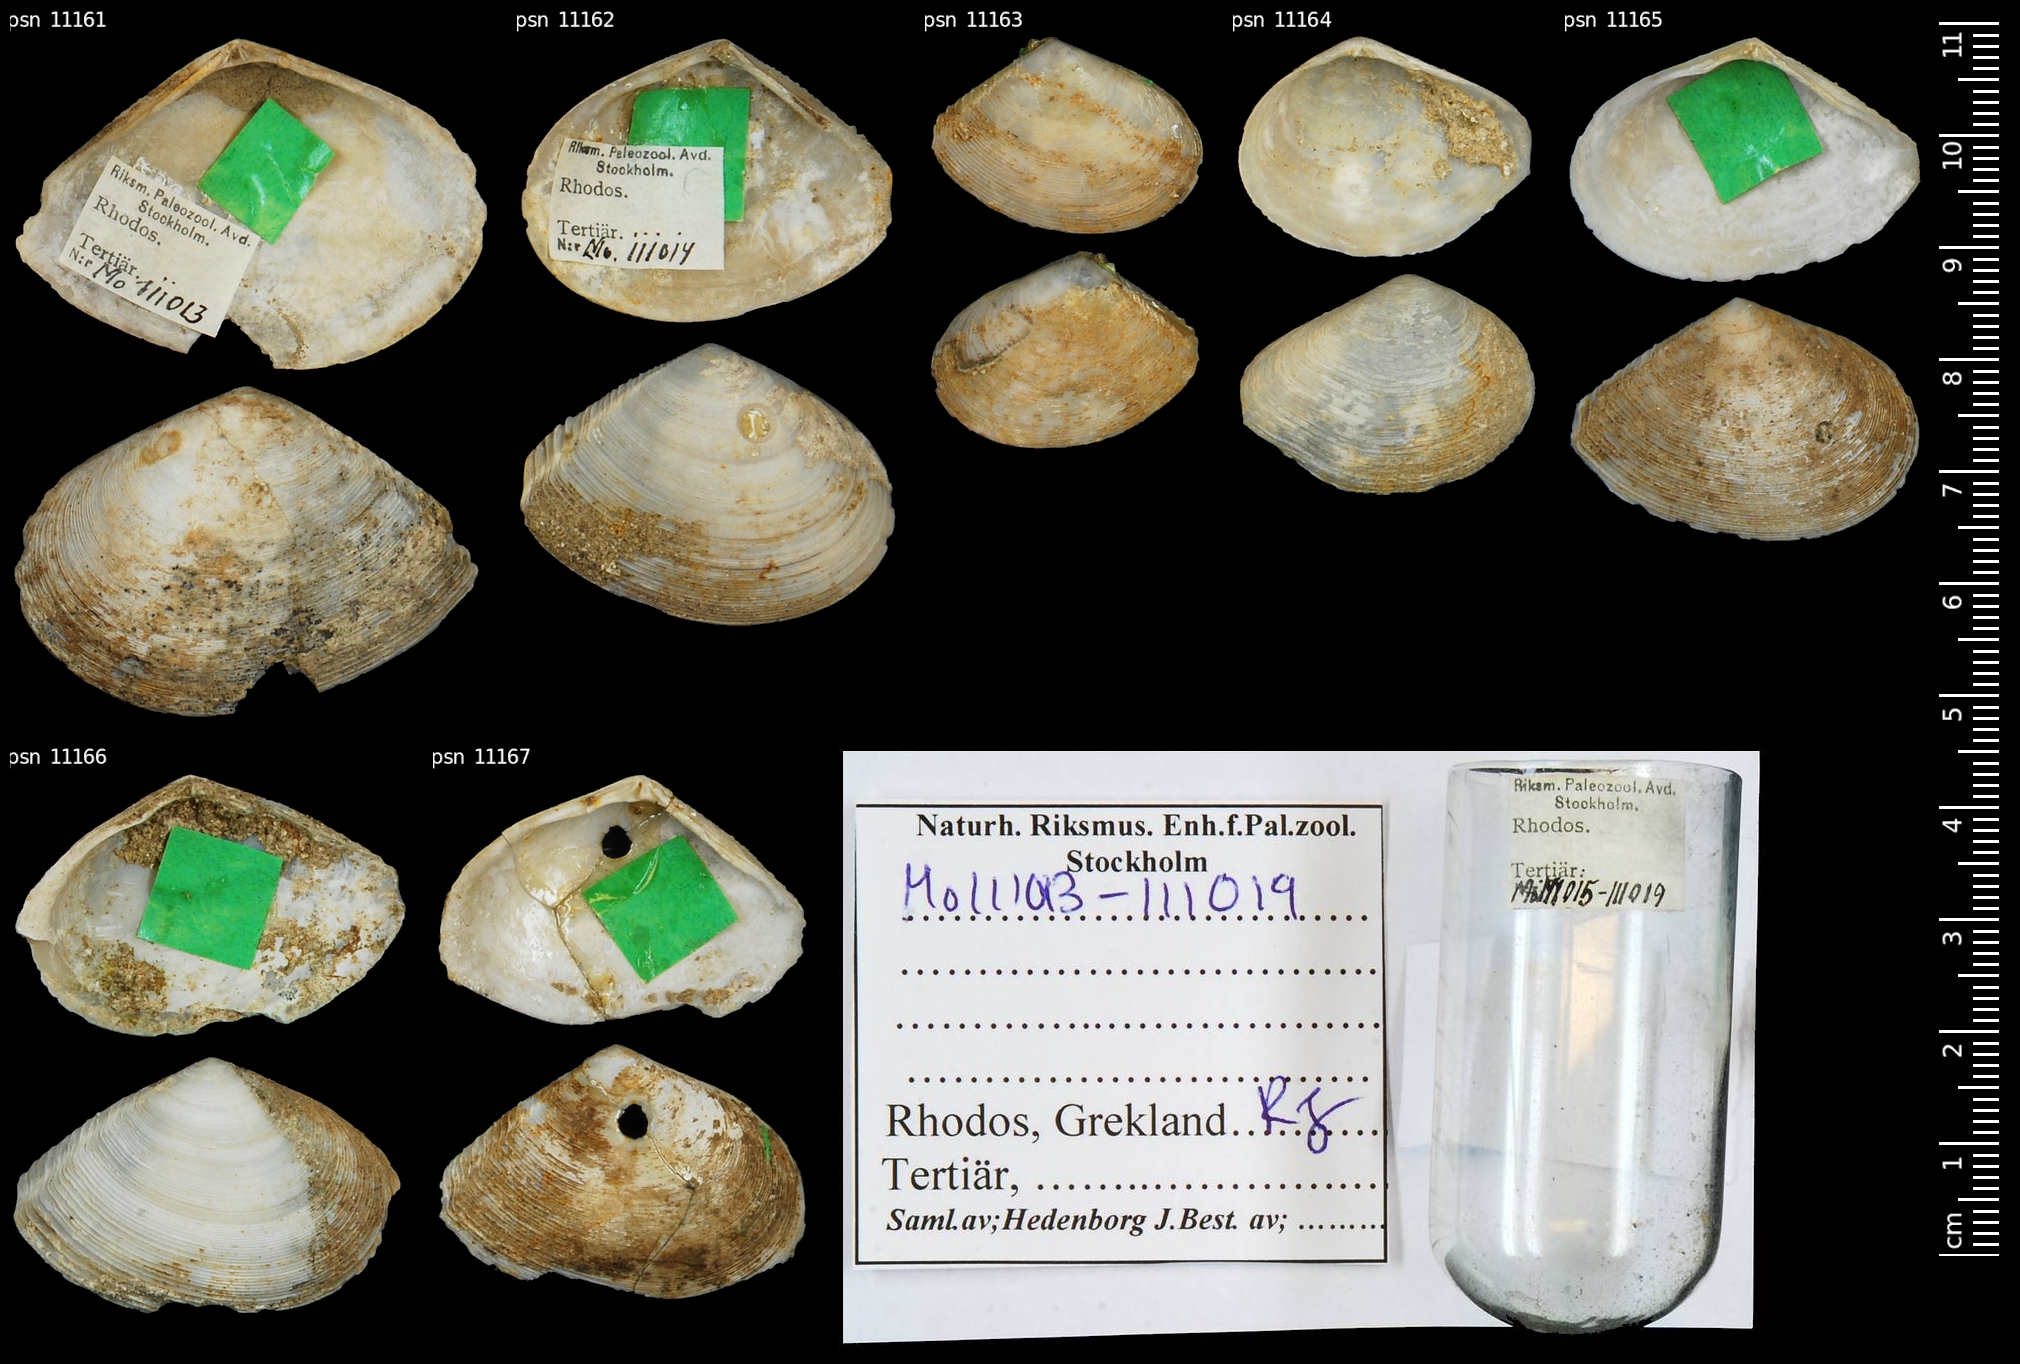 psn 11161
psn 11162
psn 11163
psn 11164
psn 11165
Riksm. Paleozool. Avd.
Stockholm.
Rhodos.
Tertiär. . .
N:r Mo 111013
Riksm. Paleozool. Avd.
Stockholm.
Rhodos.
Tertiär. . . . .
N:r Mo. 111014
psn 11166
psn 11167
Naturh. Riksmus. Enh.f.Pal.zool.
Stockholm
Mo111013-111019
Rhodos, Grekland
Tertiär,
Saml.av;Hedenborg J.Best. av;
Riksm. Paleozool. Avd.
Stockholm.
Rhodos.
Tertiär:
Mo111015-111019
11
10
9
8
7
6
5
4
3
2
1
cm